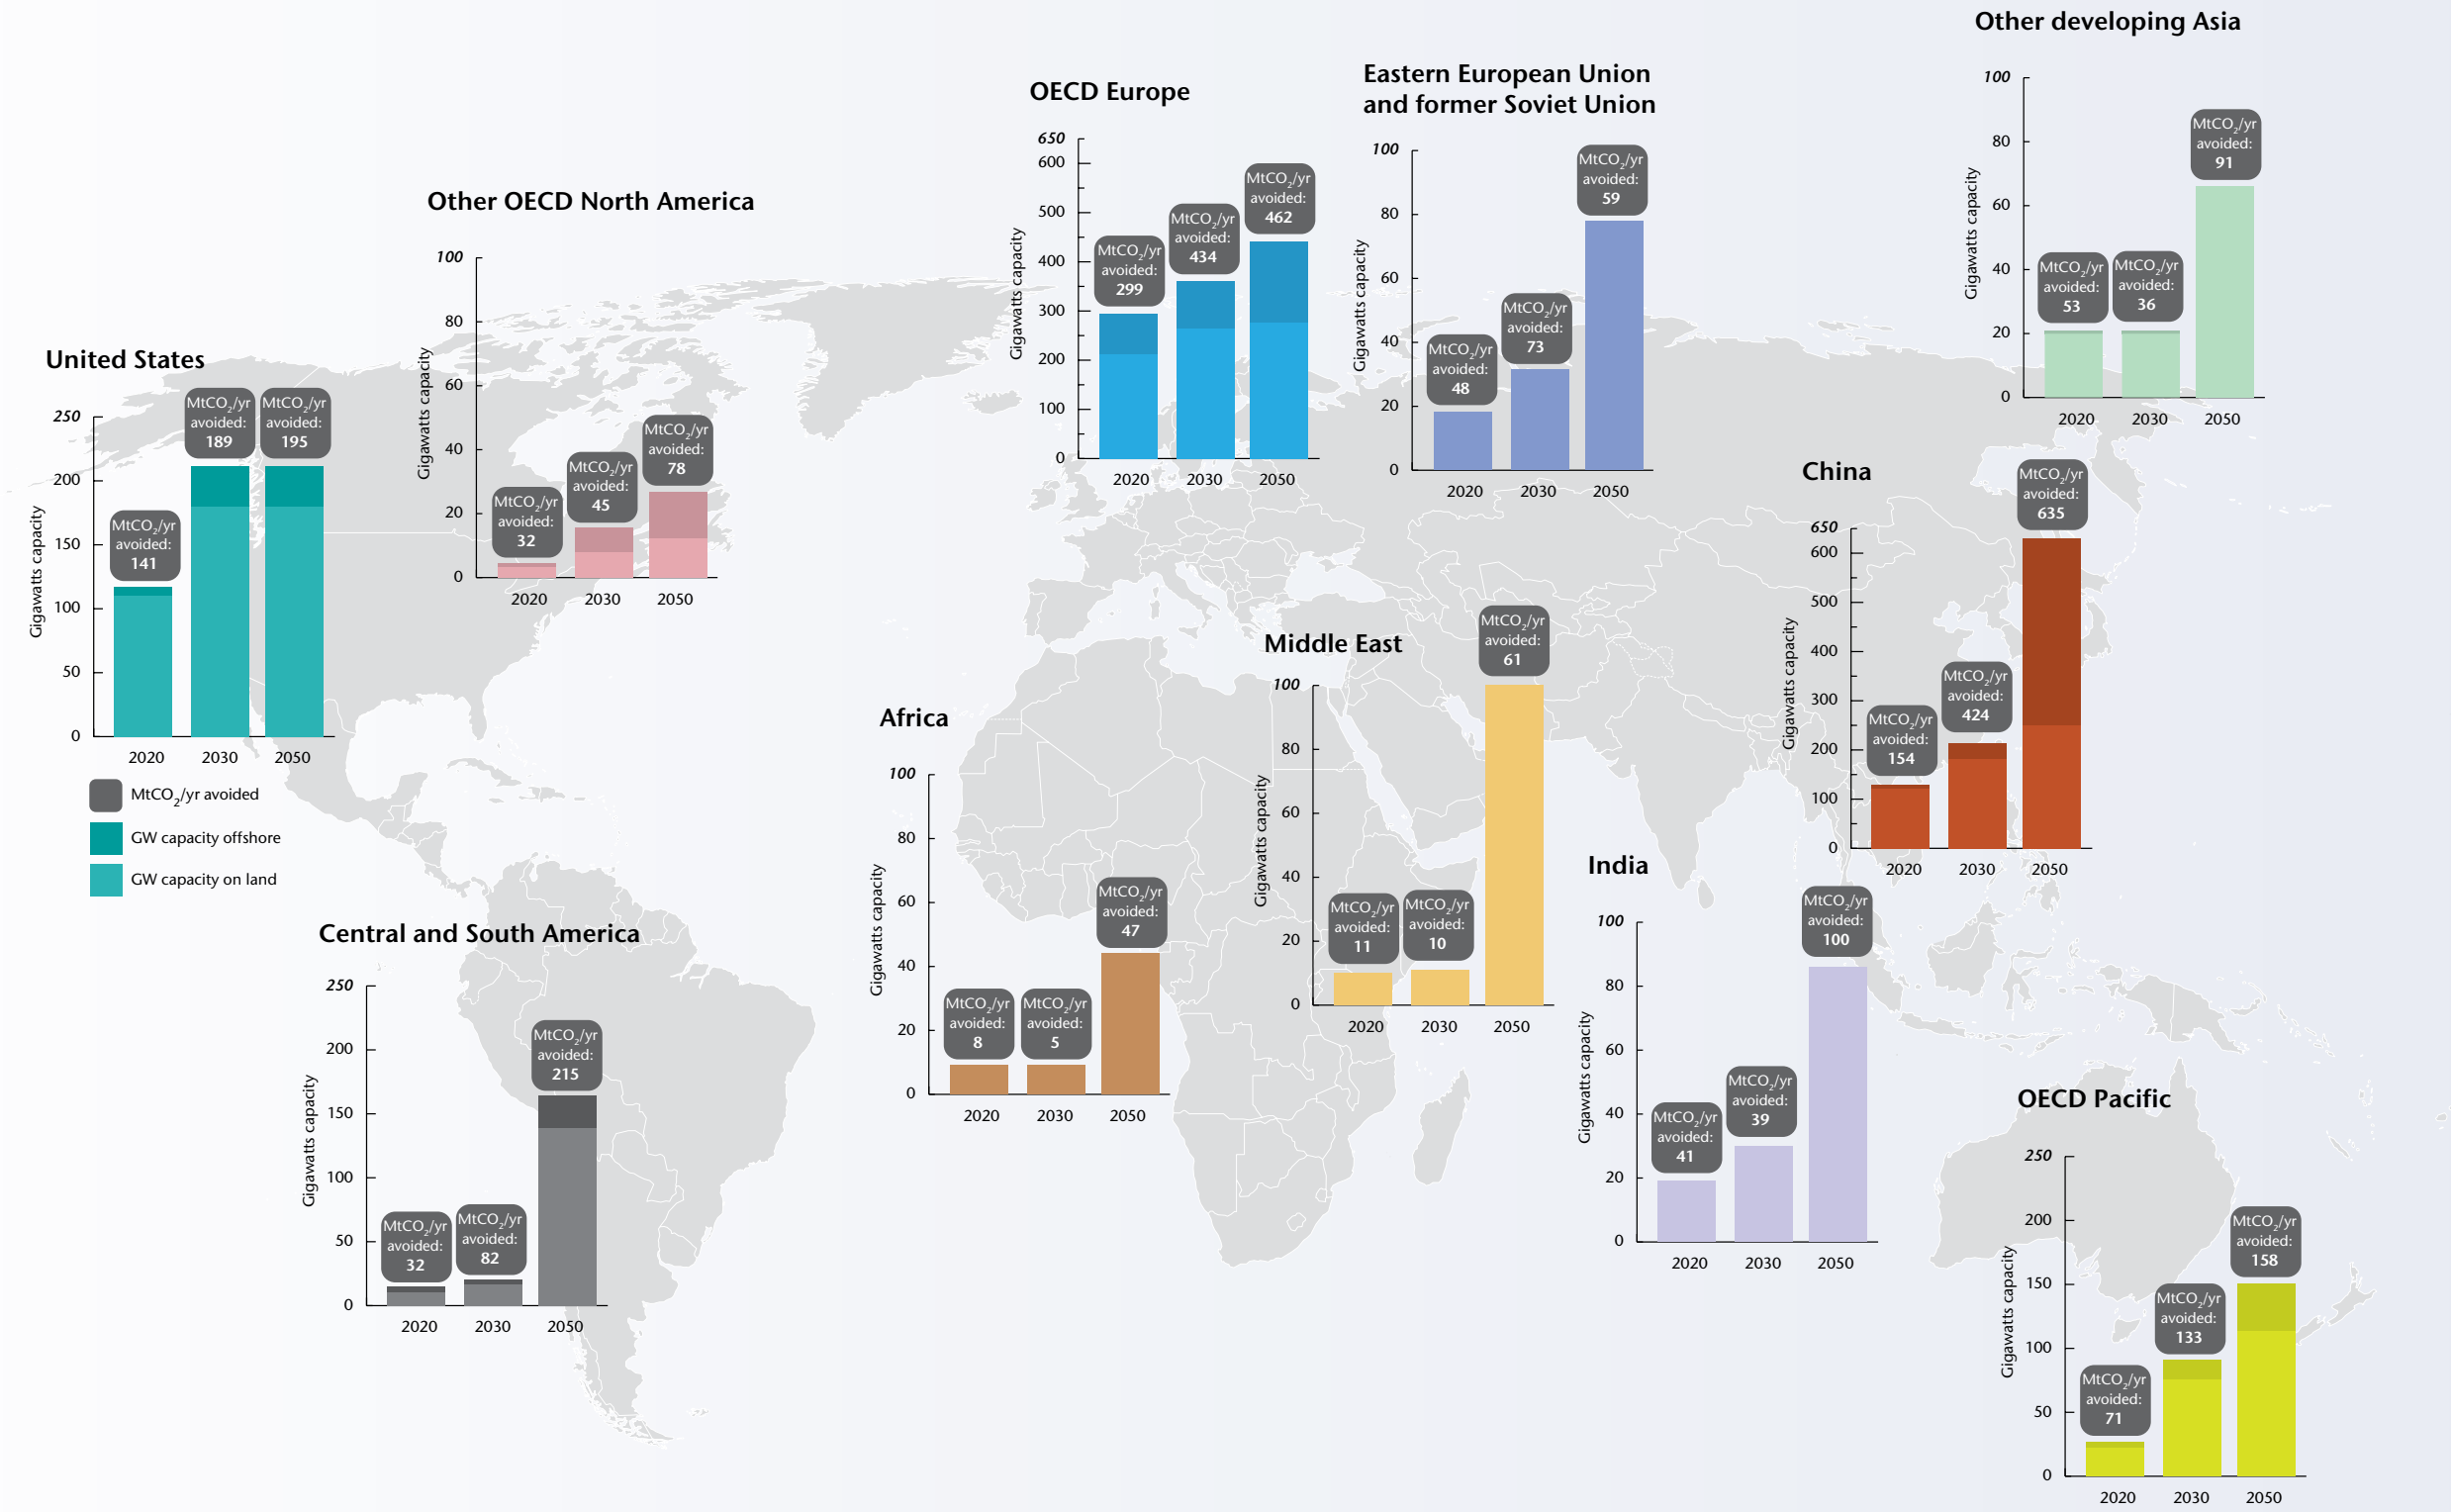 Other developing Asia
Gigawatts capacity
100
80
60
40
20
0
MtCO₂/yr
avoided:
53
MtCO₂/yr
avoided:
36
MtCO₂/yr
avoided:
91
2020
2030
2050
Eastern European Union
and former Soviet Union
Gigawatts capacity
100
80
60
40
20
0
MtCO₂/yr
avoided:
48
MtCO₂/yr
avoided:
73
MtCO₂/yr
avoided:
59
2020
2030
2050
OECD Europe
Gigawatts capacity
650
600
500
400
300
200
100
0
MtCO₂/yr
avoided:
299
MtCO₂/yr
avoided:
434
MtCO₂/yr
avoided:
462
2020
2030
2050
Other OECD North America
Gigawatts capacity
100
80
60
40
20
0
MtCO₂/yr
avoided:
32
MtCO₂/yr
avoided:
45
MtCO₂/yr
avoided:
78
2020
2030
2050
United States
Gigawatts capacity
250
200
150
100
50
0
MtCO₂/yr
avoided:
141
MtCO₂/yr
avoided:
189
MtCO₂/yr
avoided:
195
2020
2030
2050
MtCO₂/yr avoided
GW capacity offshore
GW capacity on land
China
Gigawatts capacity
650
600
500
400
300
200
100
0
MtCO₂/yr
avoided:
154
MtCO₂/yr
avoided:
424
MtCO₂/yr
avoided:
635
2020
2030
2050
Middle East
Gigawatts capacity
100
80
60
40
20
0
MtCO₂/yr
avoided:
11
MtCO₂/yr
avoided:
10
MtCO₂/yr
avoided:
61
2020
2030
2050
Africa
Gigawatts capacity
100
80
60
40
20
0
MtCO₂/yr
avoided:
8
MtCO₂/yr
avoided:
5
MtCO₂/yr
avoided:
47
2020
2030
2050
India
Gigawatts capacity
100
80
60
40
20
0
MtCO₂/yr
avoided:
41
MtCO₂/yr
avoided:
39
MtCO₂/yr
avoided:
100
2020
2030
2050
Central and South America
Gigawatts capacity
250
200
150
100
50
0
MtCO₂/yr
avoided:
32
MtCO₂/yr
avoided:
82
MtCO₂/yr
avoided:
215
2020
2030
2050
OECD Pacific
Gigawatts capacity
250
200
150
100
50
0
MtCO₂/yr
avoided:
71
MtCO₂/yr
avoided:
133
MtCO₂/yr
avoided:
158
2020
2030
2050